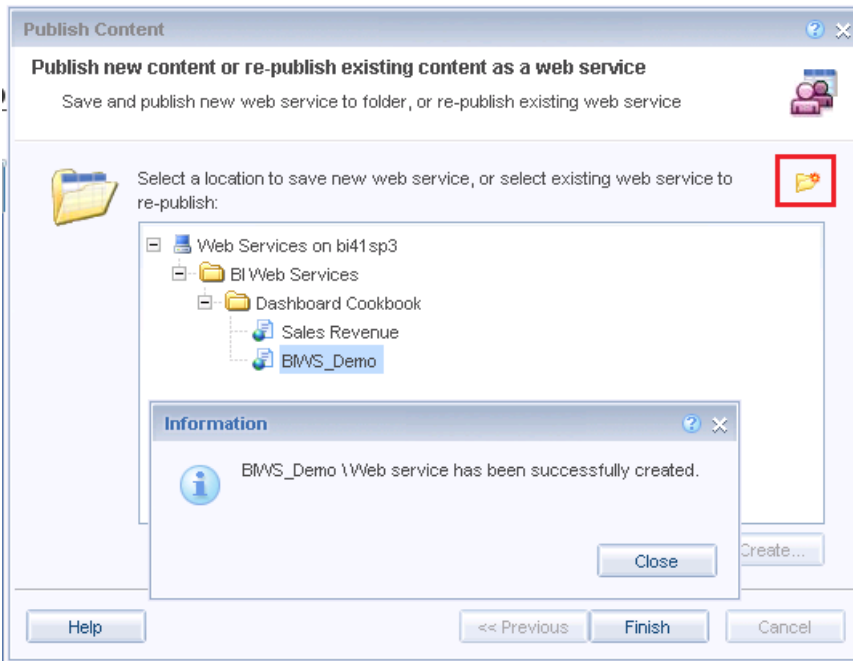 Publish Content
Publish new content or re-publish existing content as a web service
Save and publish new web service to folder, or re-publish existing web service
Select a location to save new web service, or select existing web service to
re-publish:
Web Services on bi41sp3
BI Web Services
Dashboard Cookbook
Sales Revenue
BIWS_Demo
Information
BIWS_Demo \ Web service has been successfully created.
Close
Create...
Help
<< Previous
Finish
Cancel